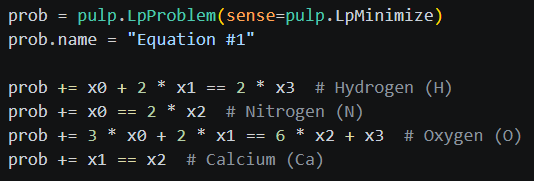 prob = pulp.LpProblem(sense=pulp.LpMinimize)
prob.name = "Equation #1"
prob += x0 + 2 * x1 == 2 * x3  # Hydrogen (H)
prob += x0 == 2 * x2  # Nitrogen (N)
prob += 3 * x0 + 2 * x1 == 6 * x2 + x3  # Oxygen (O)
prob += x1 == x2  # Calcium (Ca)